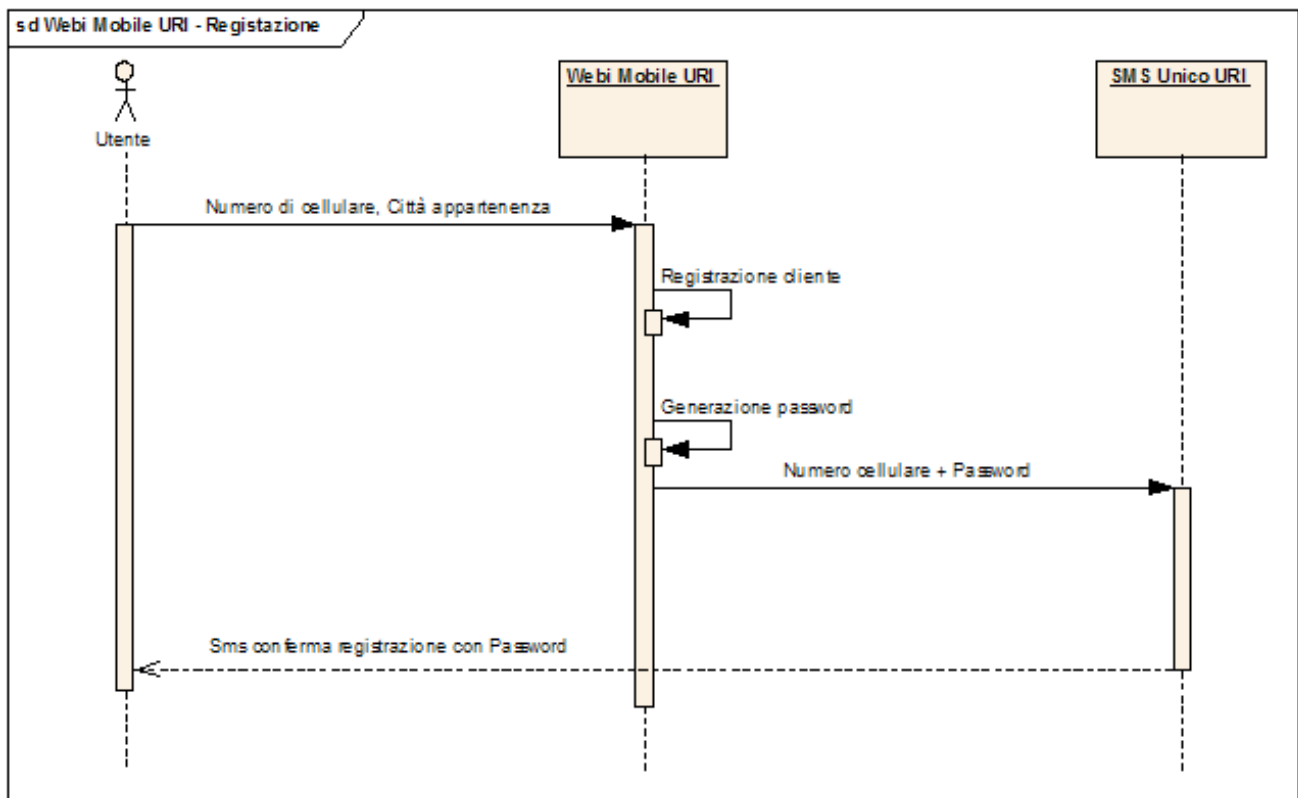 sd Webi Mobile URI - Registazione
Webi Mobile URI
SMS Unico URI
Utente
Numero di cellulare, Città appartenenza
Registrazione cliente
Generazione password
Numero cellulare + Password
Sms conferma registrazione con Password